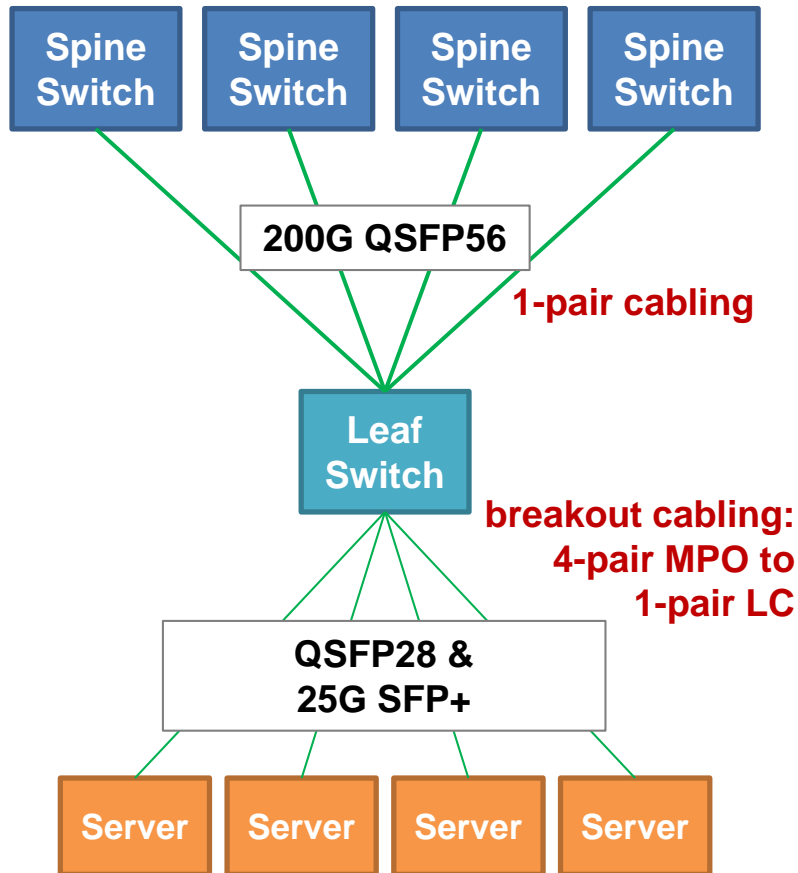 Spine
Switch
Spine
Switch
Spine
Switch
Spine
Switch
200G QSFP56
1-pair cabling
Leaf
Switch
breakout cabling:
4-pair MPO to
1-pair LC
QSFP28 &
25G SFP+
Server
Server
Server
Server